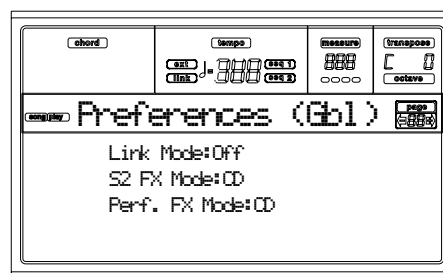 chord tempo measure transpose
ext ♩= seq 1
link seq 2
octave
song play Preferences (Gbl) page
Link Mode:Off
S2 FX Mode:CD
Perf. FX Mode:CD